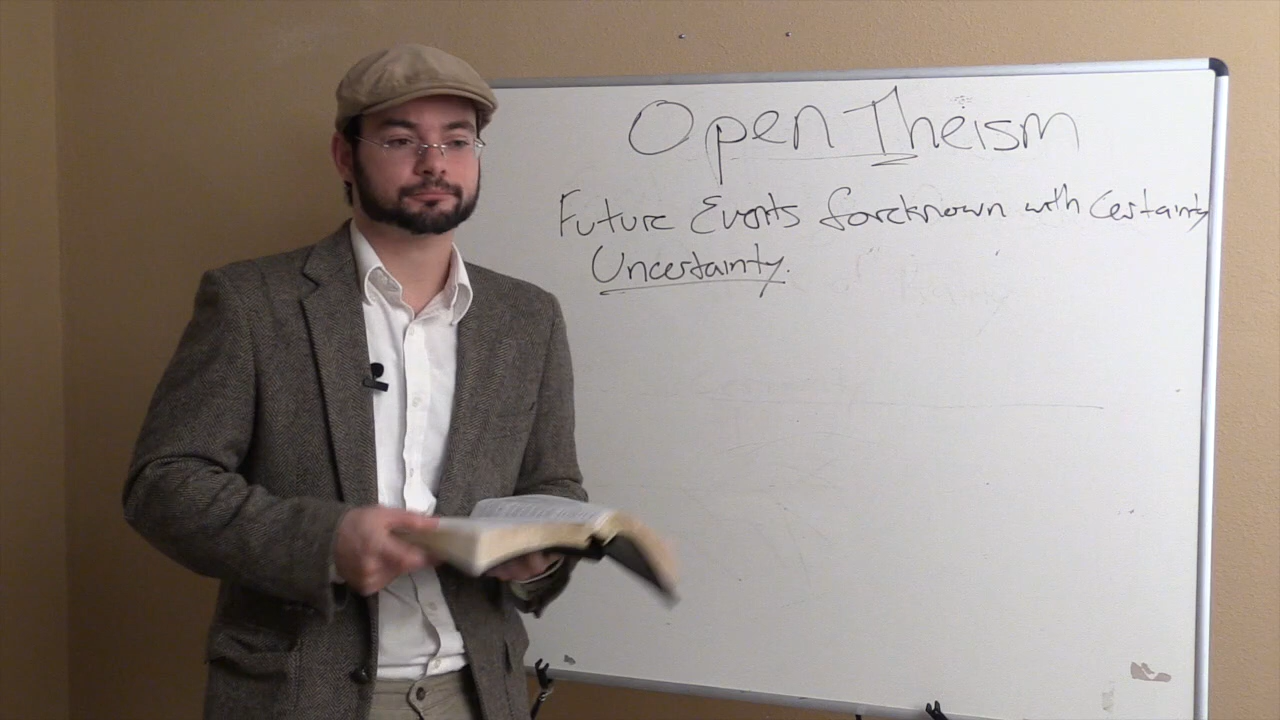 Open Theism
Future Events foreknown with Certainty
Uncertainty.